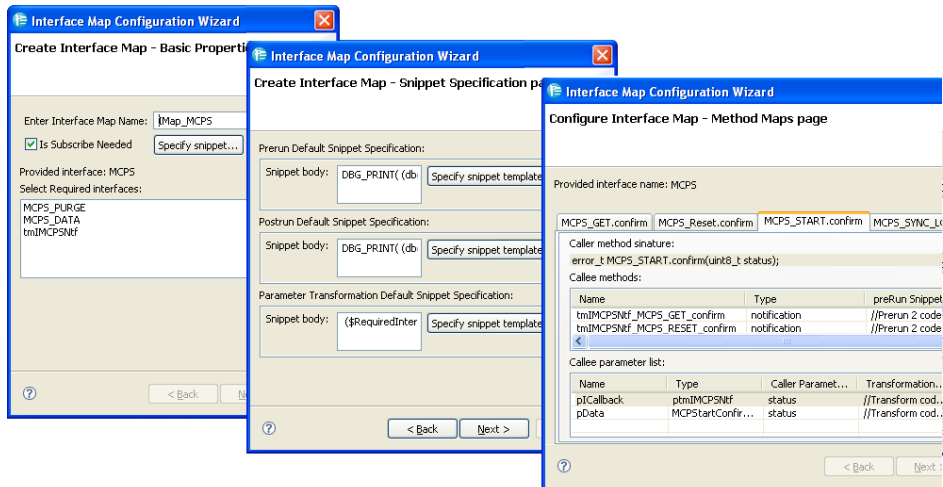 Interface Map Configuration Wizard
Create Interface Map - Basic Properti
Enter Interface Map Name: IMap_MCPS
Is Subscribe Needed Specify snippet...
Provided interface: MCPS
Select Required interfaces:
MCPS_PURGE
MCPS_DATA
tmIMCPSNtf
< Back N
Interface Map Configuration Wizard
Create Interface Map - Snippet Specification pa
Prerun Default Snippet Specification:
Snippet body: DBG_PRINT( (db Specify snippet template
Postrun Default Snippet Specification:
Snippet body: DBG_PRINT( (db Specify snippet template
Parameter Transformation Default Snippet Specification:
Snippet body: ($RequiredInter Specify snippet template
< Back Next >
Interface Map Configuration Wizard
Configure Interface Map - Method Maps page
Provided interface name: MCPS
MCPS_GET.confirm MCPS_Reset.confirm MCPS_START.confirm MCPS_SYNC_LO
Caller method sinature:
error_t MCPS_START.confirm(uint8_t status);
Callee methods:
Name Type preRun Snippet
tmIMCPSNtf_MCPS_GET_confirm notification //Prerun 2 code
tmIMCPSNtf_MCPS_RESET_confirm notification //Prerun 2 code
Callee parameter list:
Name Type Caller Paramet... Transformation...
pICallback ptmIMCPSNtf status //Transform cod...
pData MCPStartConfir... status //Transform cod...
< Back Next >